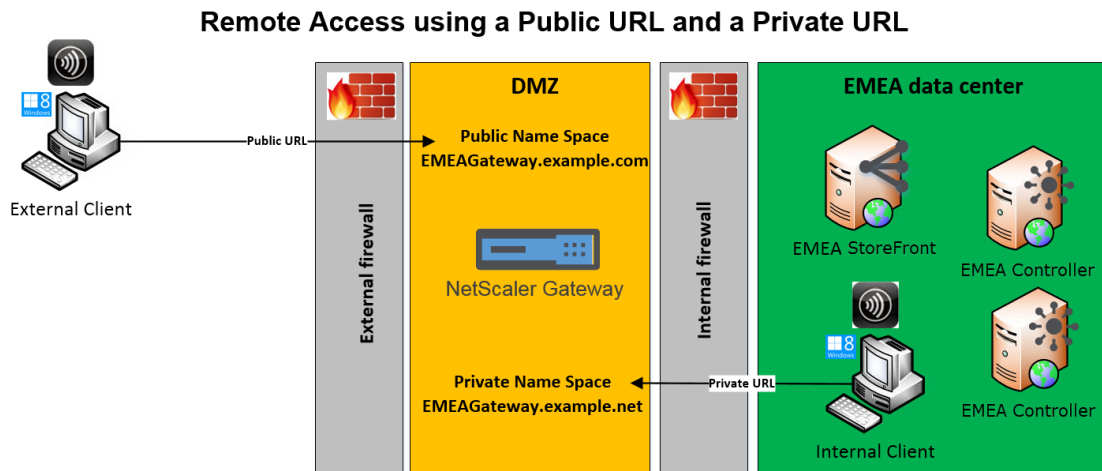 Remote Access using a Public URL and a Private URL
8
Windows
External Client
Public URL
External firewall
DMZ
Public Name Space
EMEAGateway.example.com
NetScaler Gateway
Private Name Space
EMEAGateway.example.net
Internal firewall
Private URL
EMEA data center
EMEA StoreFront
EMEA Controller
8
Windows
Internal Client
EMEA Controller